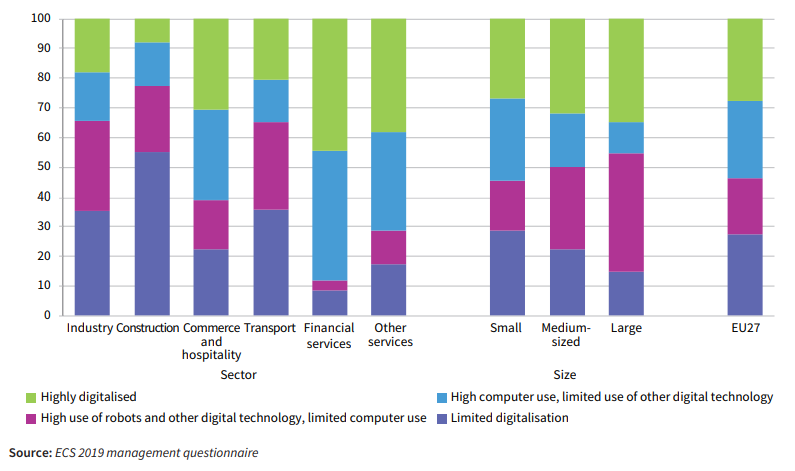 100
90
80
70
60
50
40
30
20
10
0
Industry Construction Commerce and hospitality Transport Financial services Other services Small Medium-sized Large EU27
Sector Size
Highly digitalised High computer use, limited use of other digital technology
High use of robots and other digital technology, limited computer use Limited digitalisation
Source: ECS 2019 management questionnaire